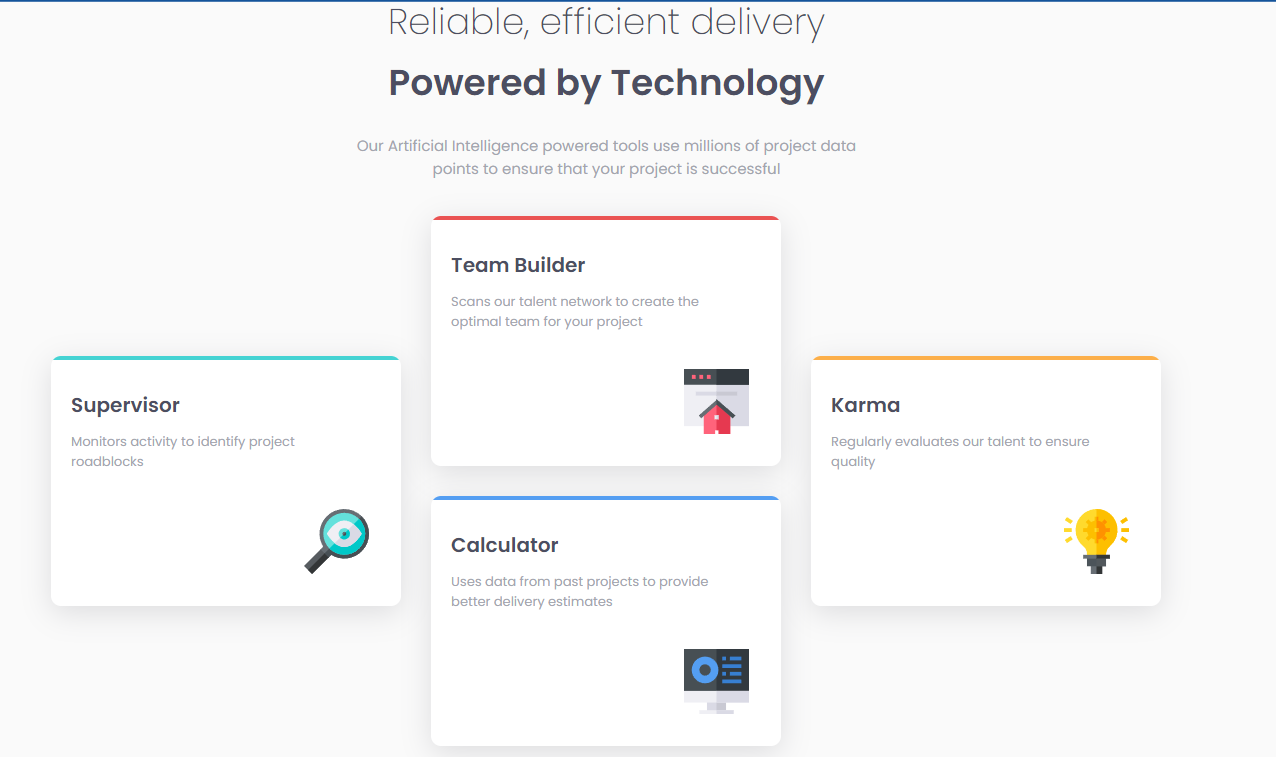 Reliable, efficient delivery
Powered by Technology
Our Artificial Intelligence powered tools use millions of project data
points to ensure that your project is successful
Team Builder
Scans our talent network to create the
optimal team for your project
Supervisor
Monitors activity to identify project
roadblocks
Karma
Regularly evaluates our talent to ensure
quality
Calculator
Uses data from past projects to provide
better delivery estimates